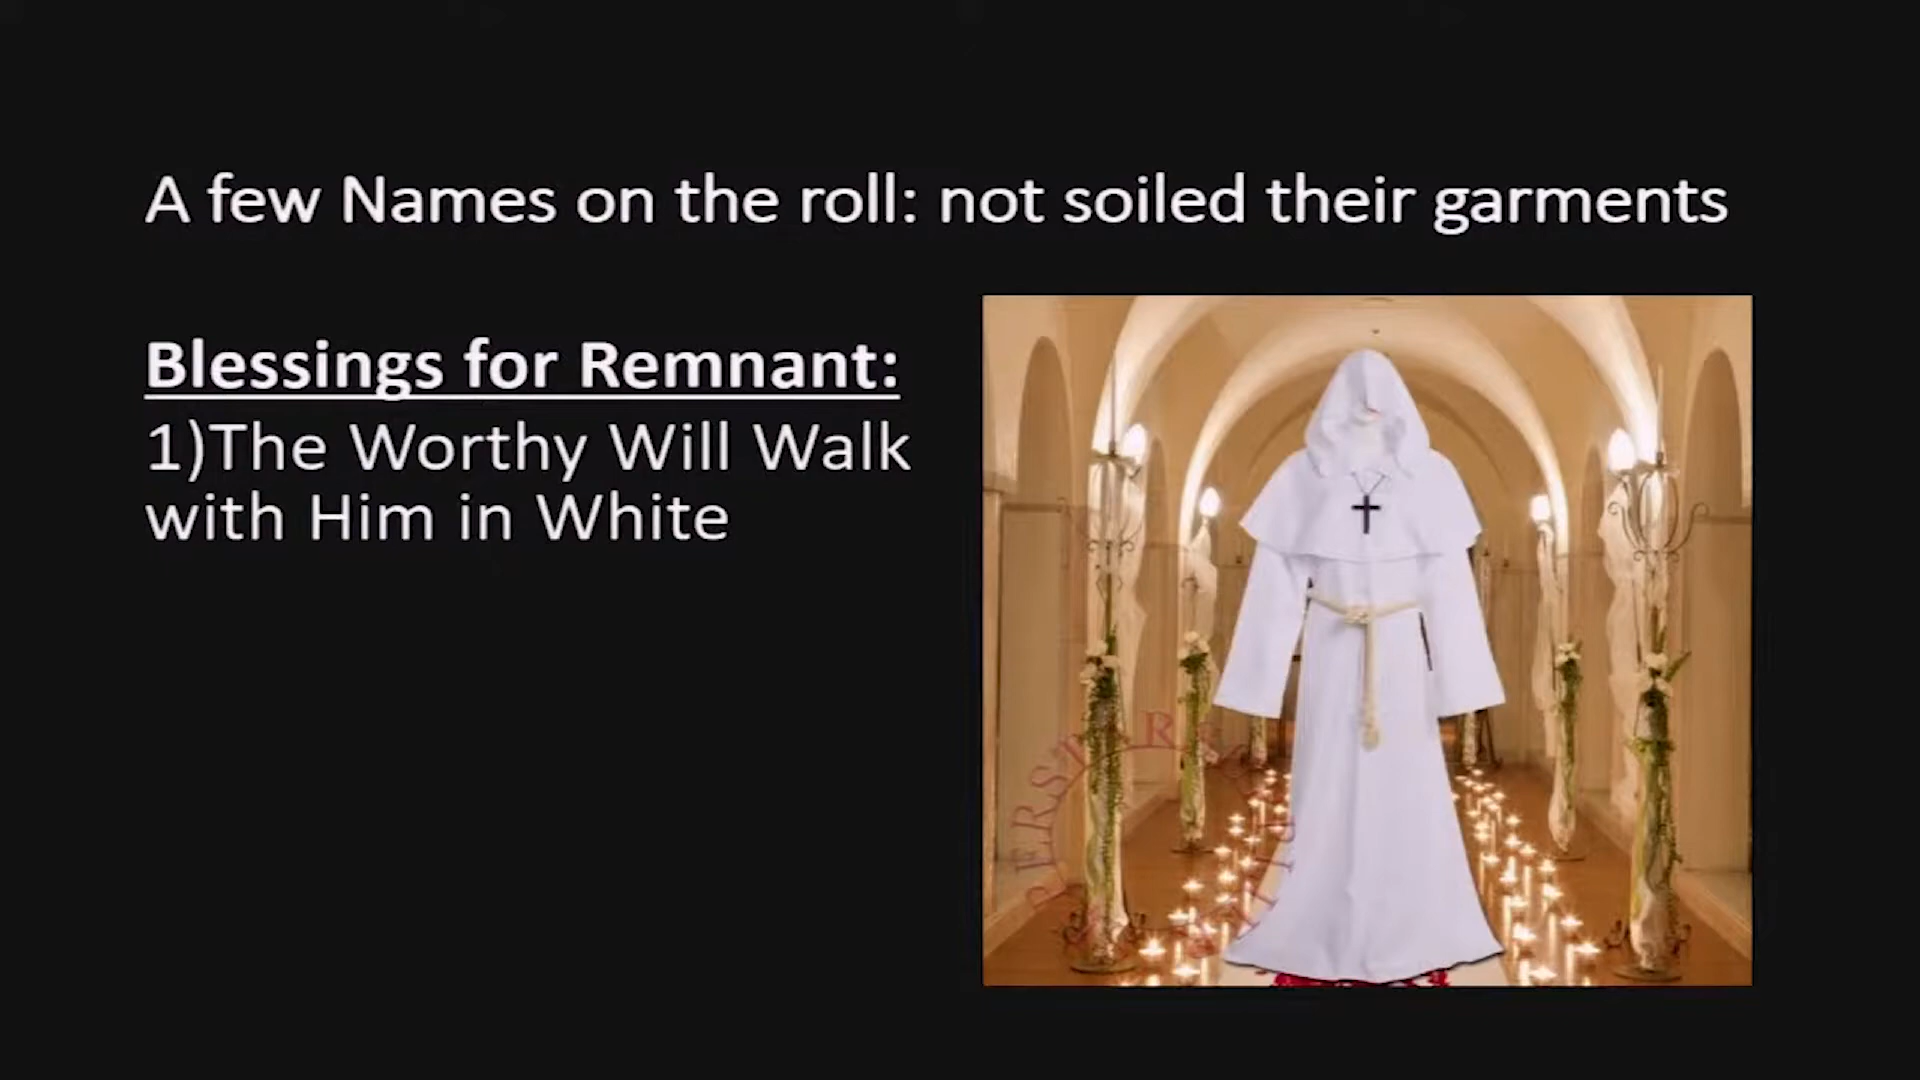 A few Names on the roll: not soiled their garments
Blessings for Remnant:
1)The Worthy Will Walk
with Him in White